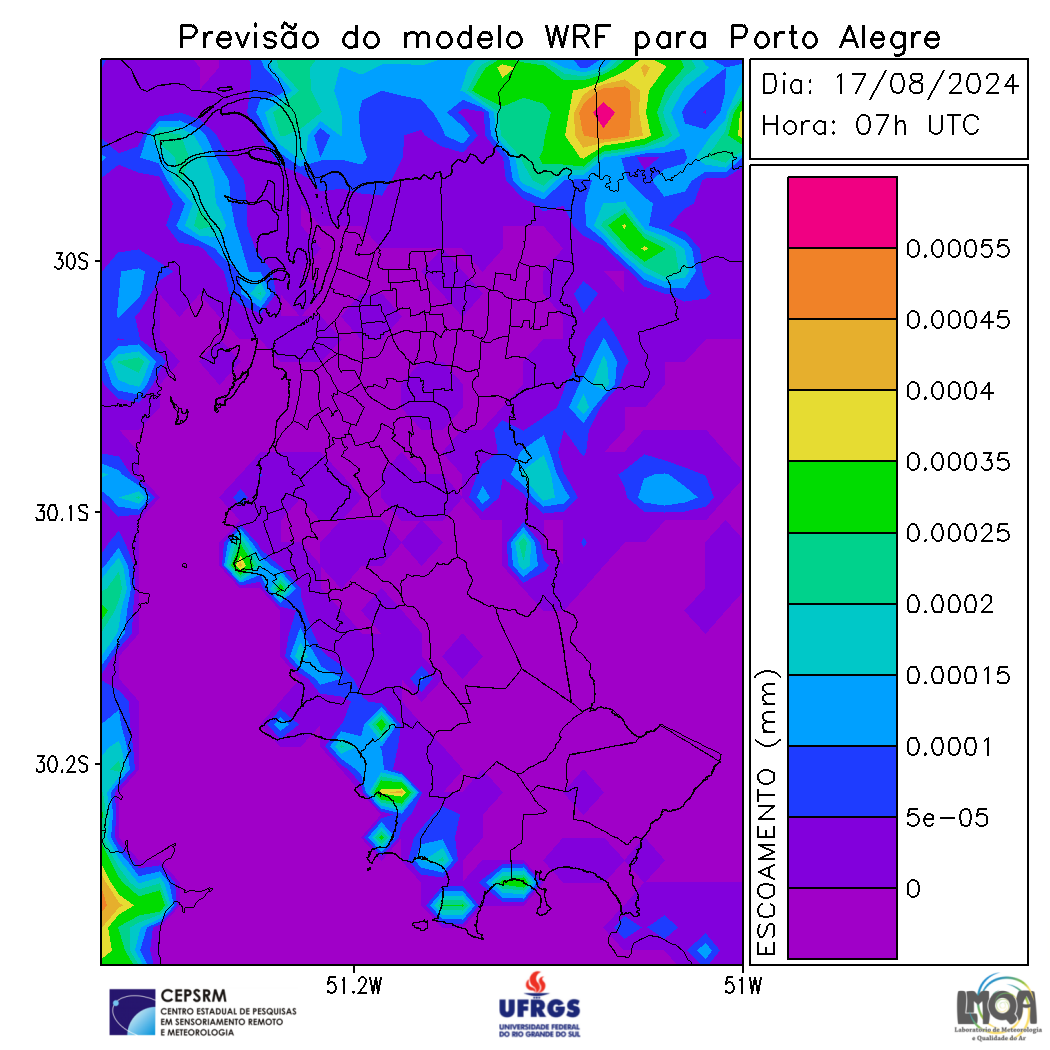 Previsão do modelo WRF para Porto Alegre
Dia: 17/08/2024
Hora: 07h UTC
30S
30.1S
30.2S
51.2W
51W
ESCOAMENTO (mm)
0.00055
0.00045
0.0004
0.00035
0.00025
0.0002
0.00015
0.0001
5e-05
0
CEPSRM
CENTRO ESTADUAL DE PESQUISAS
EM SENSORIAMENTO REMOTO
E METEOROLOGIA
UFRGS
UNIVERSIDADE FEDERAL
DO RIO GRANDE DO SUL
LMQA
Laboratório de Meteorologia
e Qualidade do Ar